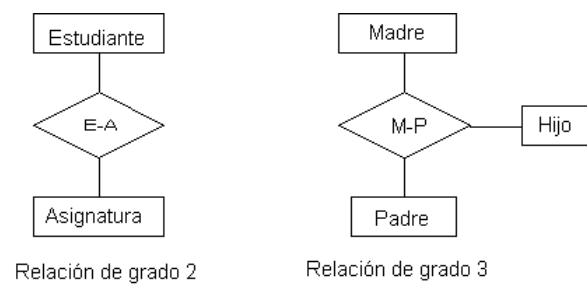 Estudiante
E-A
Asignatura
Relación de grado 2
Madre
M-P
Hijo
Padre
Relación de grado 3